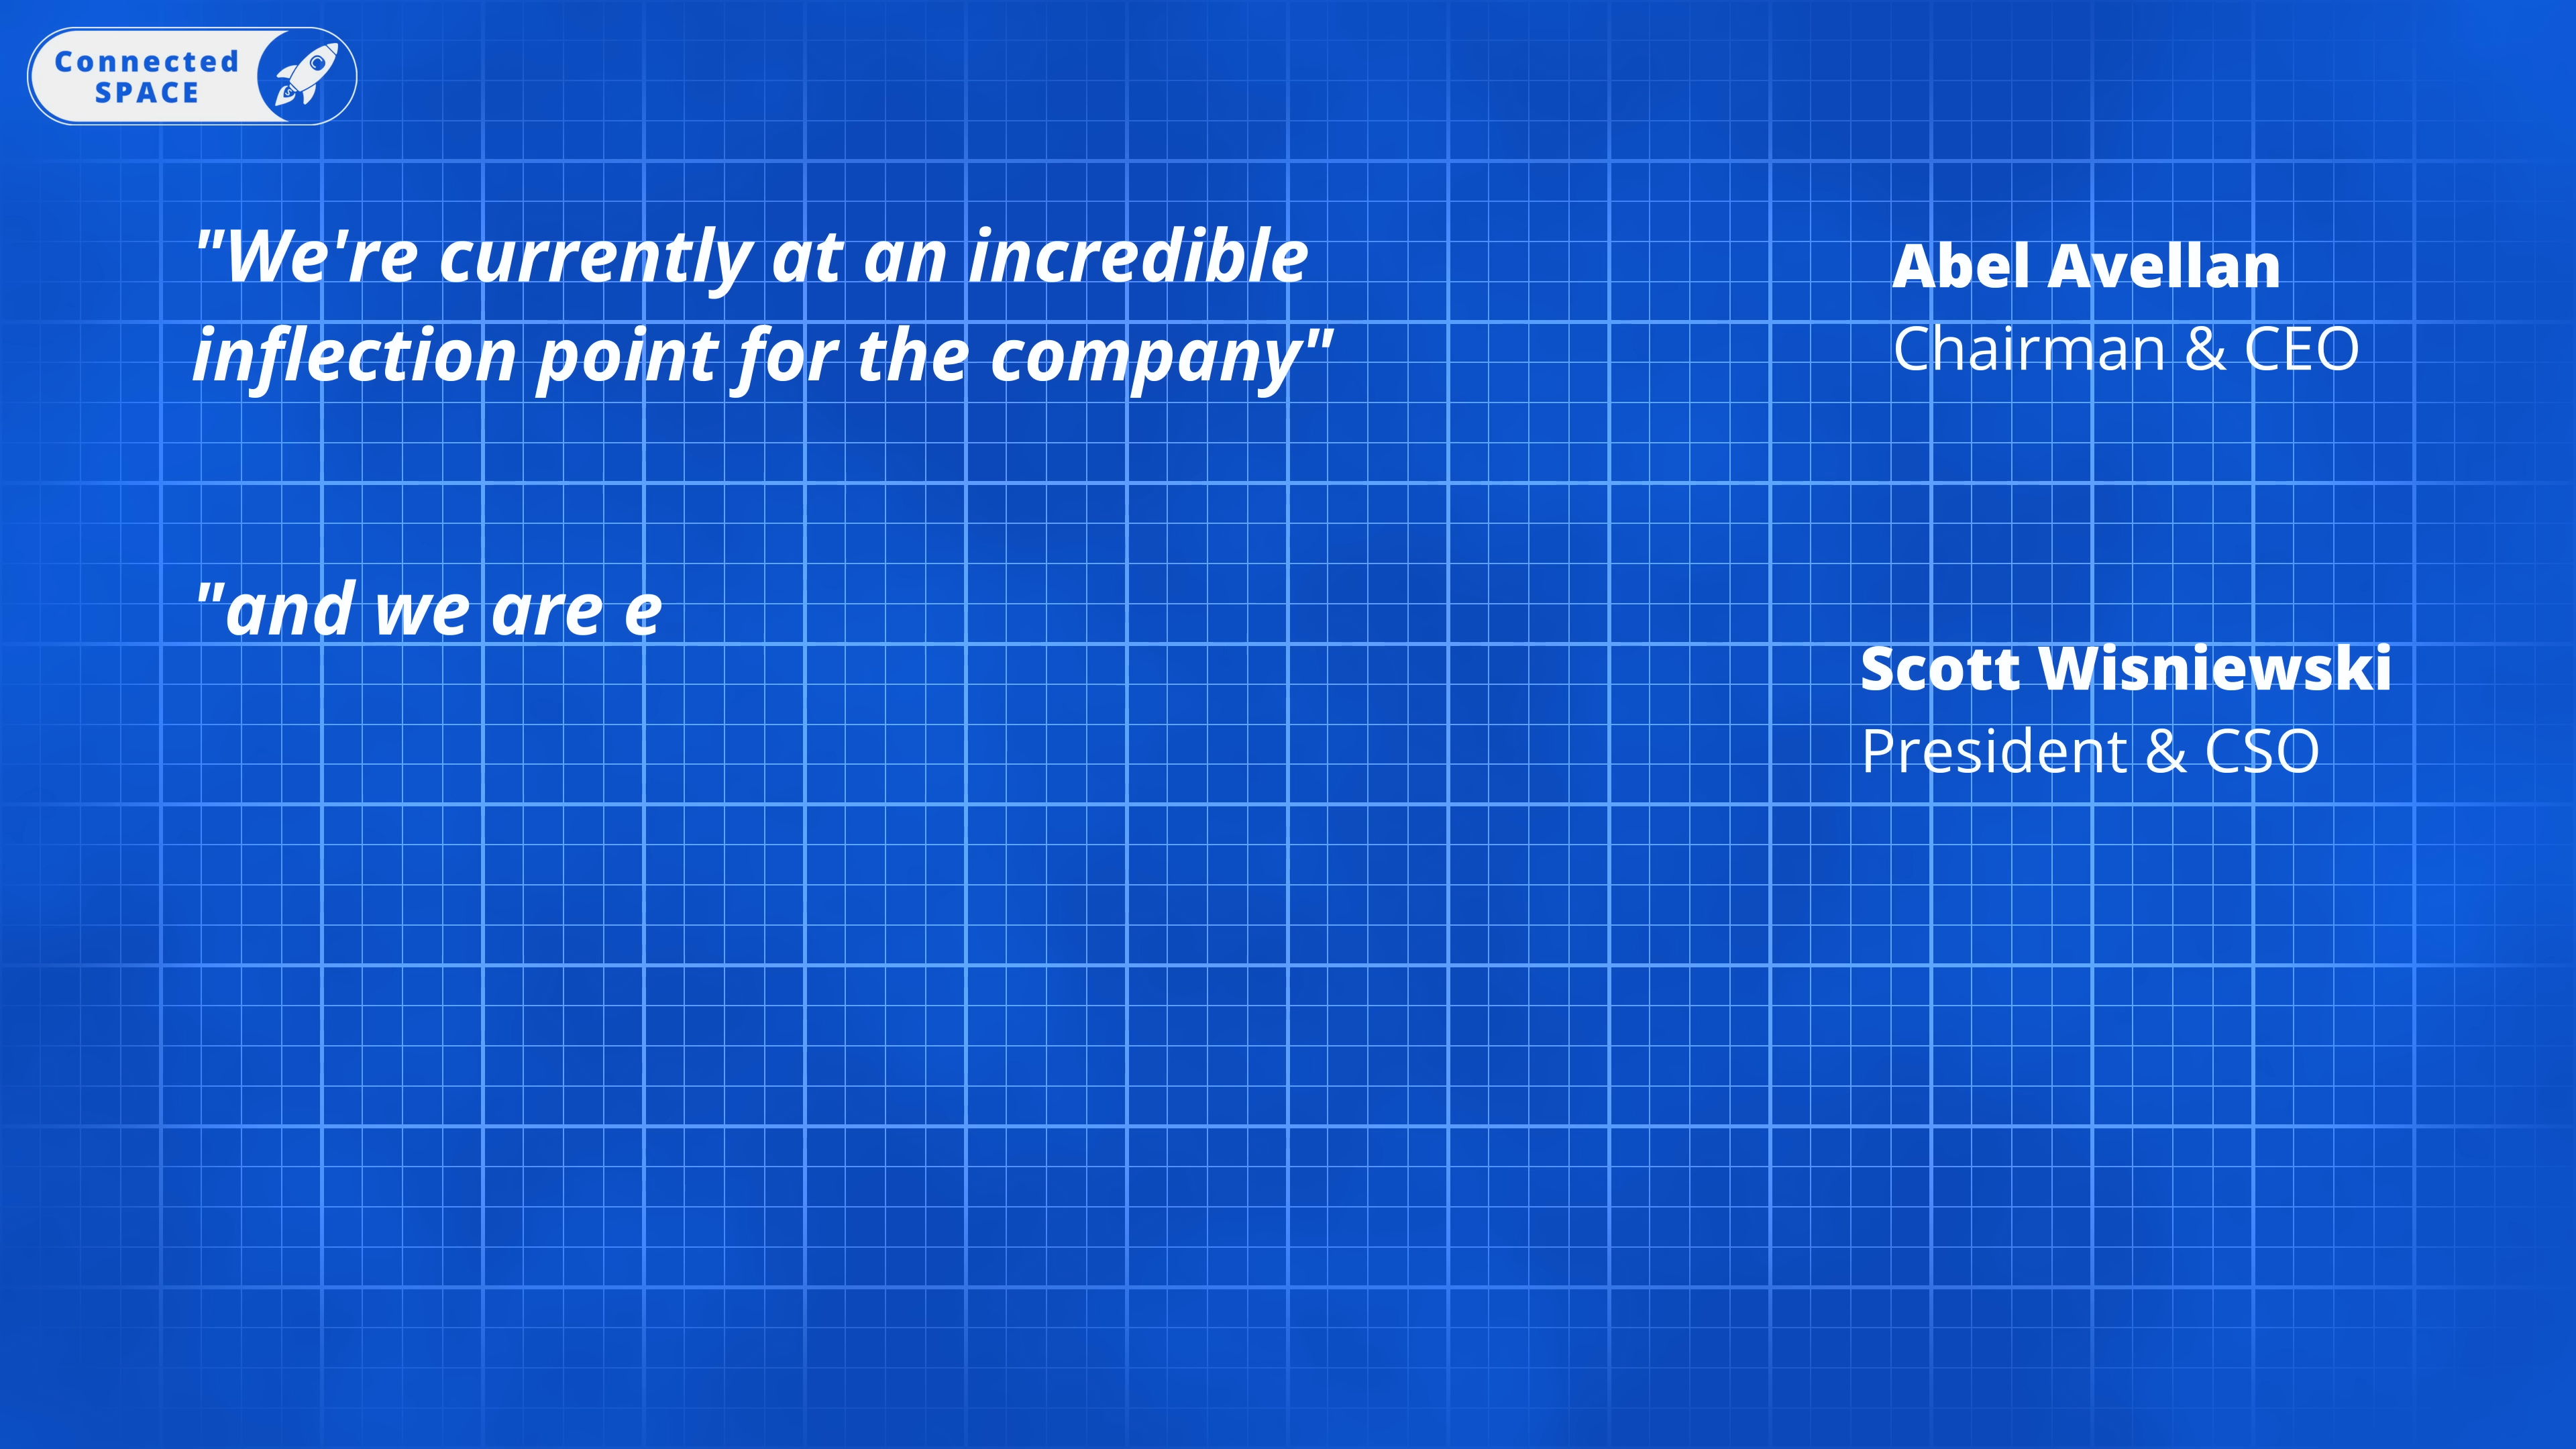 Connected
SPACE
"We're currently at an incredible
inflection point for the company"
Abel Avellan
Chairman & CEO
"and we are e
Scott Wisniewski
President & CSO